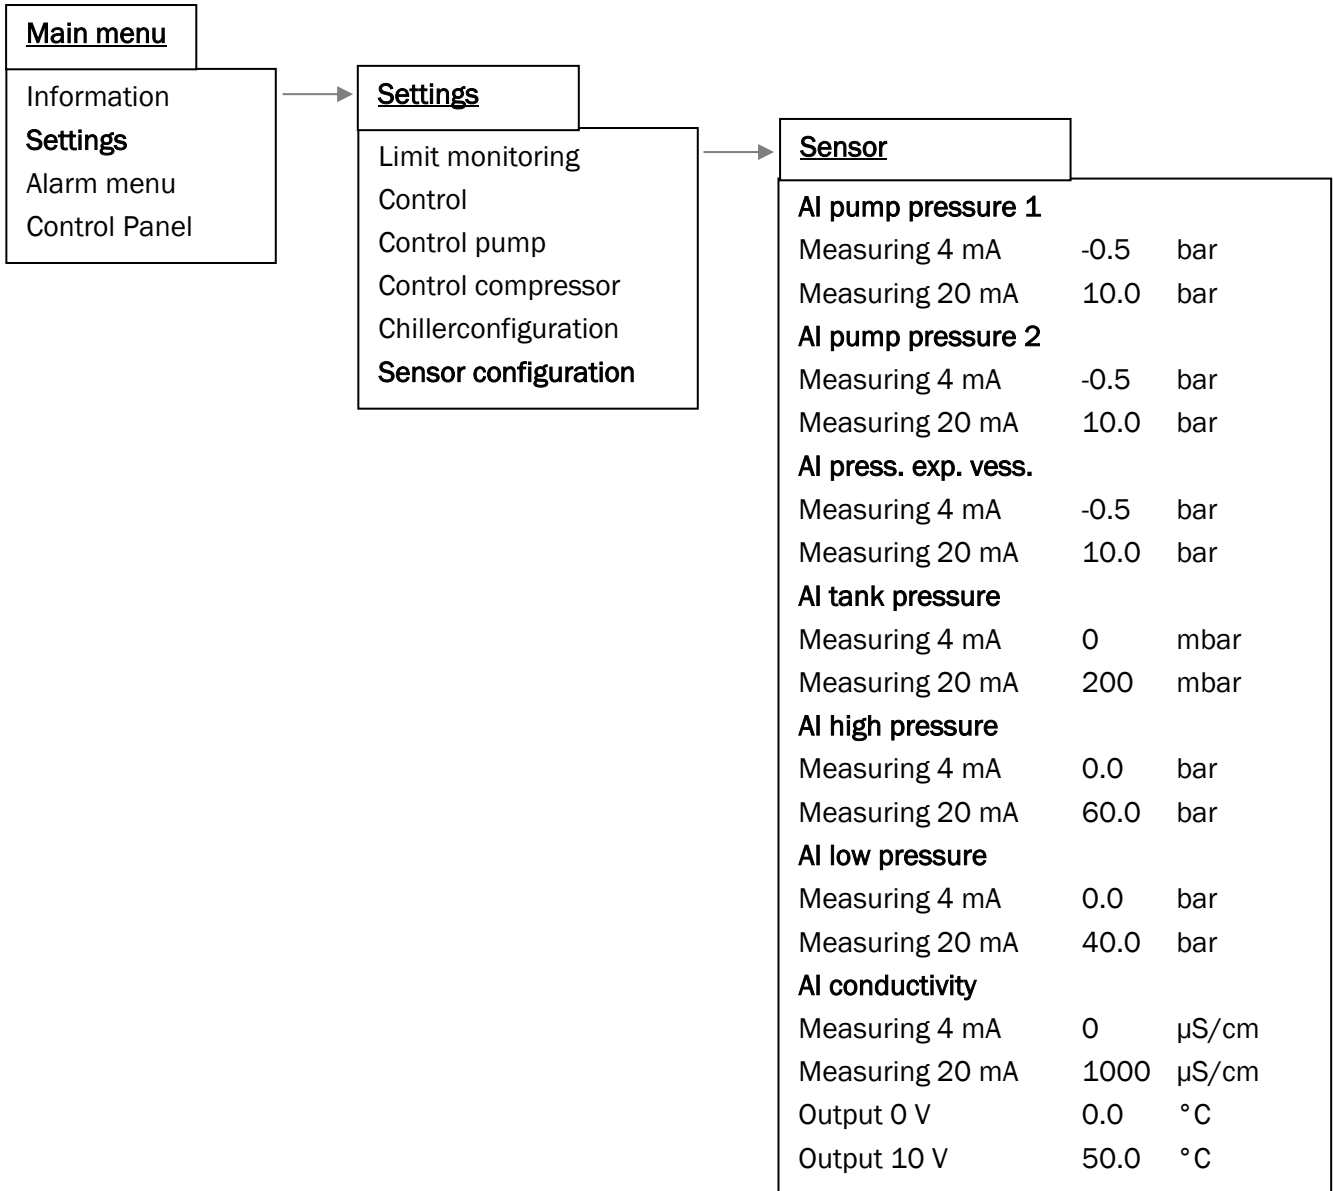 Main menu
Information
Settings
Alarm menu
Control Panel
Settings
Limit monitoring
Control
Control pump
Control compressor
Chillerconfiguration
Sensor configuration
Sensor
AI pump pressure 1
Measuring 4 mA -0.5 bar
Measuring 20 mA 10.0 bar
AI pump pressure 2
Measuring 4 mA -0.5 bar
Measuring 20 mA 10.0 bar
AI press. exp. vess.
Measuring 4 mA -0.5 bar
Measuring 20 mA 10.0 bar
AI tank pressure
Measuring 4 mA 0 mbar
Measuring 20 mA 200 mbar
AI high pressure
Measuring 4 mA 0.0 bar
Measuring 20 mA 60.0 bar
AI low pressure
Measuring 4 mA 0.0 bar
Measuring 20 mA 40.0 bar
AI conductivity
Measuring 4 mA 0 µS/cm
Measuring 20 mA 1000 µS/cm
Output 0 V 0.0 °C
Output 10 V 50.0 °C